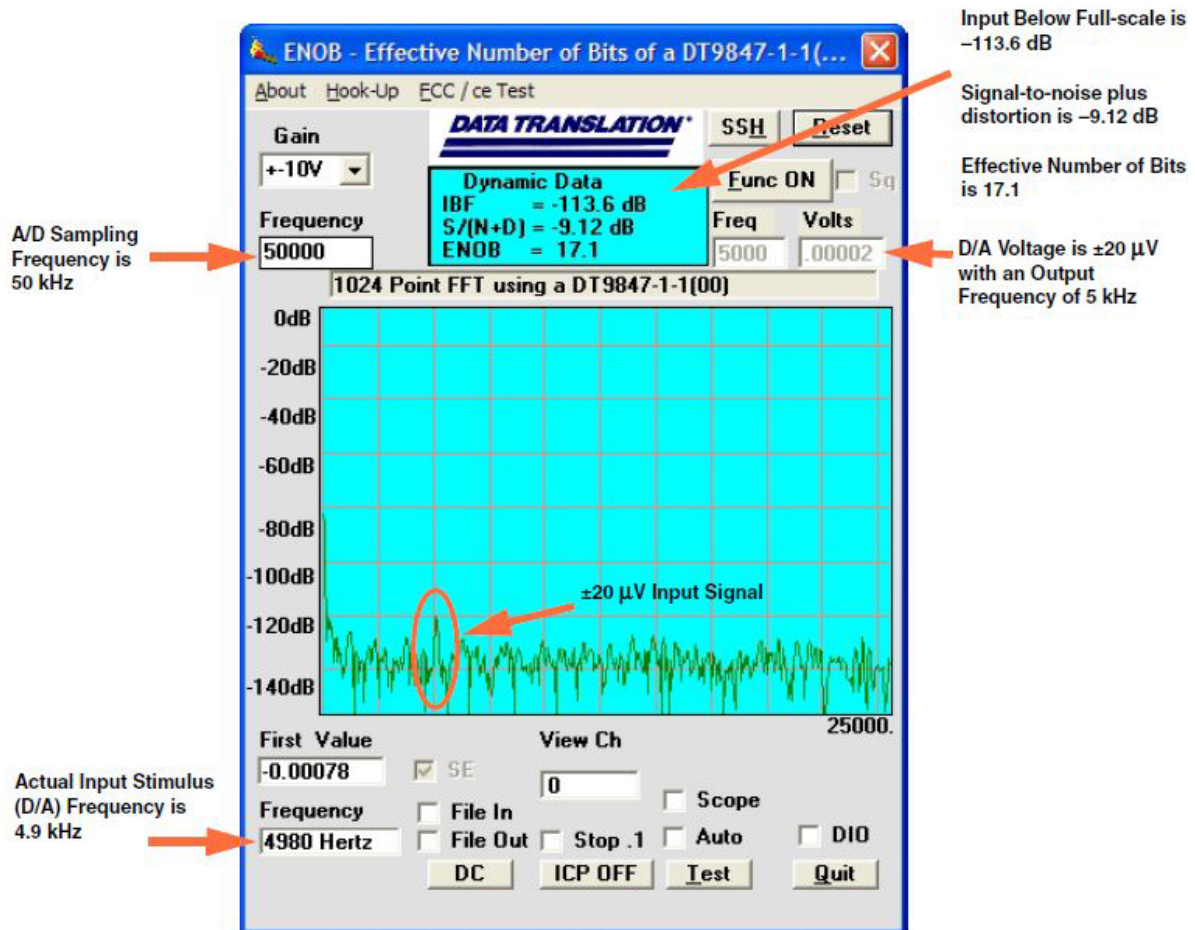 Input Below Full-scale is
–113.6 dB
Signal-to-noise plus
distortion is –9.12 dB
Effective Number of Bits
is 17.1
D/A Voltage is ±20 µV
with an Output
Frequency of 5 kHz
A/D Sampling
Frequency is
50 kHz
ENOB - Effective Number of Bits of a DT9847-1-1(...
About Hook-Up FCC / ce Test
Gain
+-10V
DATA TRANSLATION
SSH
Reset
Dynamic Data
IBF = -113.6 dB
S/(N+D) = -9.12 dB
ENOB = 17.1
Func ON
Sq
Frequency
50000
Freq
Volts
5000
.00002
1024 Point FFT using a DT9847-1-1(00)
0dB
-20dB
-40dB
-60dB
-80dB
-100dB
-120dB
-140dB
±20 µV Input Signal
25000.
First Value
-0.00078
SE
View Ch
0
Actual Input Stimulus
(D/A) Frequency is
4.9 kHz
Frequency
4980 Hertz
File In
File Out
Stop .1
Scope
Auto
DIO
DC
ICP OFF
Test
Quit